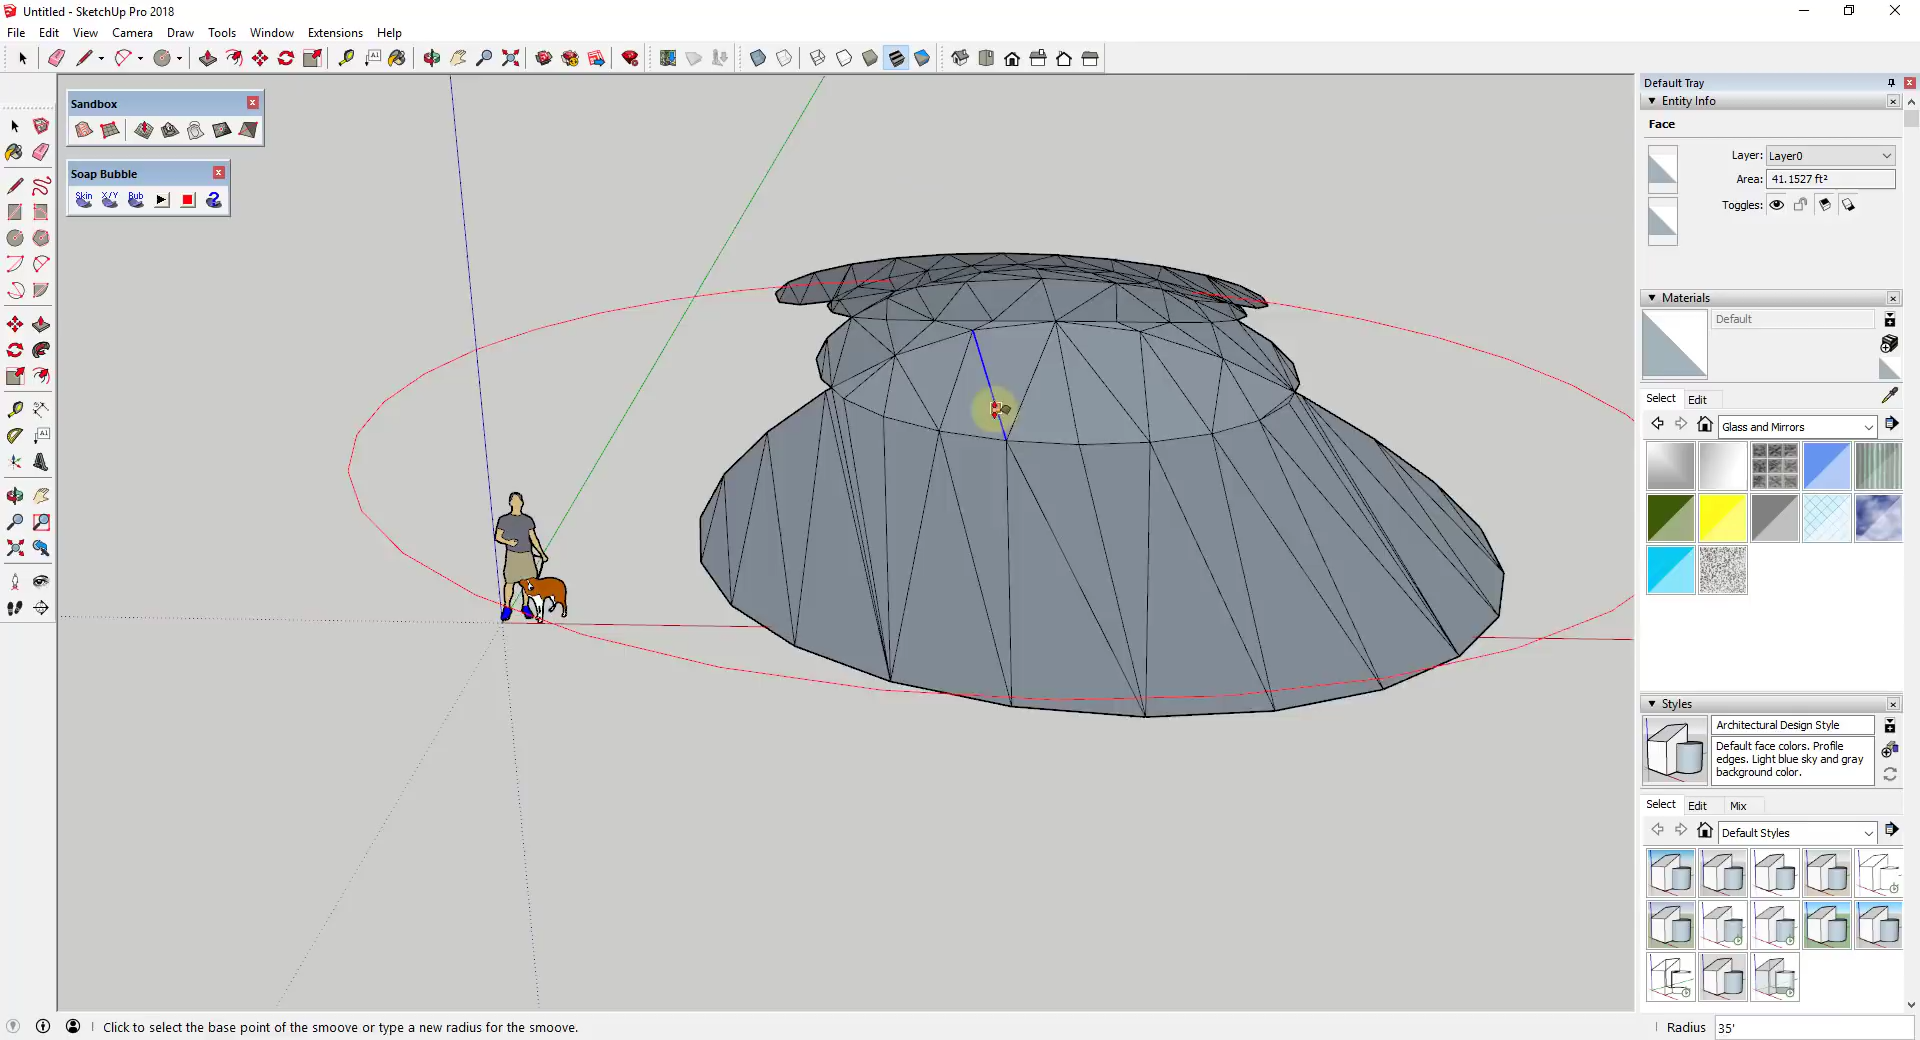 Untitled - SketchUp Pro 2018
File Edit View Camera Draw Tools Window Extensions Help
Sandbox
Soap Bubble
Skin X/Y Bub
Default Tray
Entity Info
Face
Layer: Layer0
Area: 41.1527 ft²
Toggles:
Materials
Default
Select Edit
Glass and Mirrors
Styles
Architectural Design Style
Default face colors. Profile
edges. Light blue sky and gray
background color.
Select Edit Mix
Default Styles
Click to select the base point of the smoove or type a new radius for the smoove.
Radius 35'